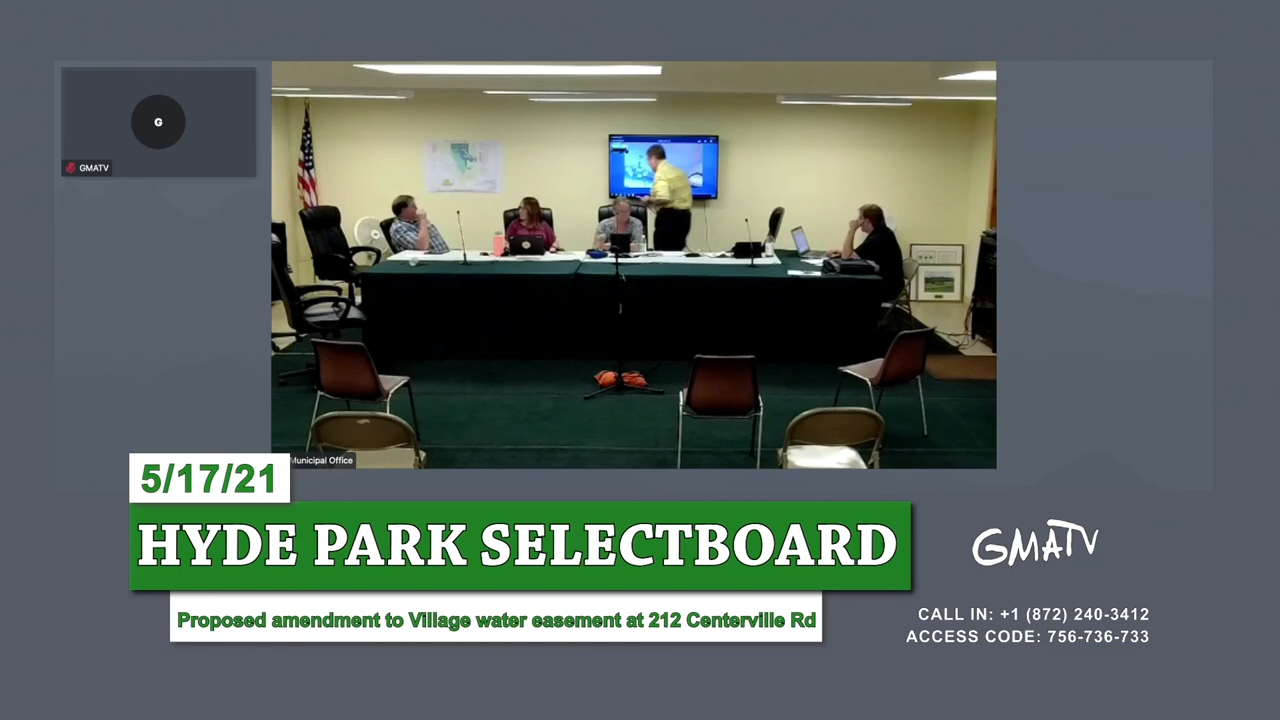 G
GMATV
Municipal Office
5/17/21
HYDE PARK SELECTBOARD
Proposed amendment to Village water easement at 212 Centerville Rd
GMATV
CALL IN: +1 (872) 240-3412
ACCESS CODE: 756-736-733